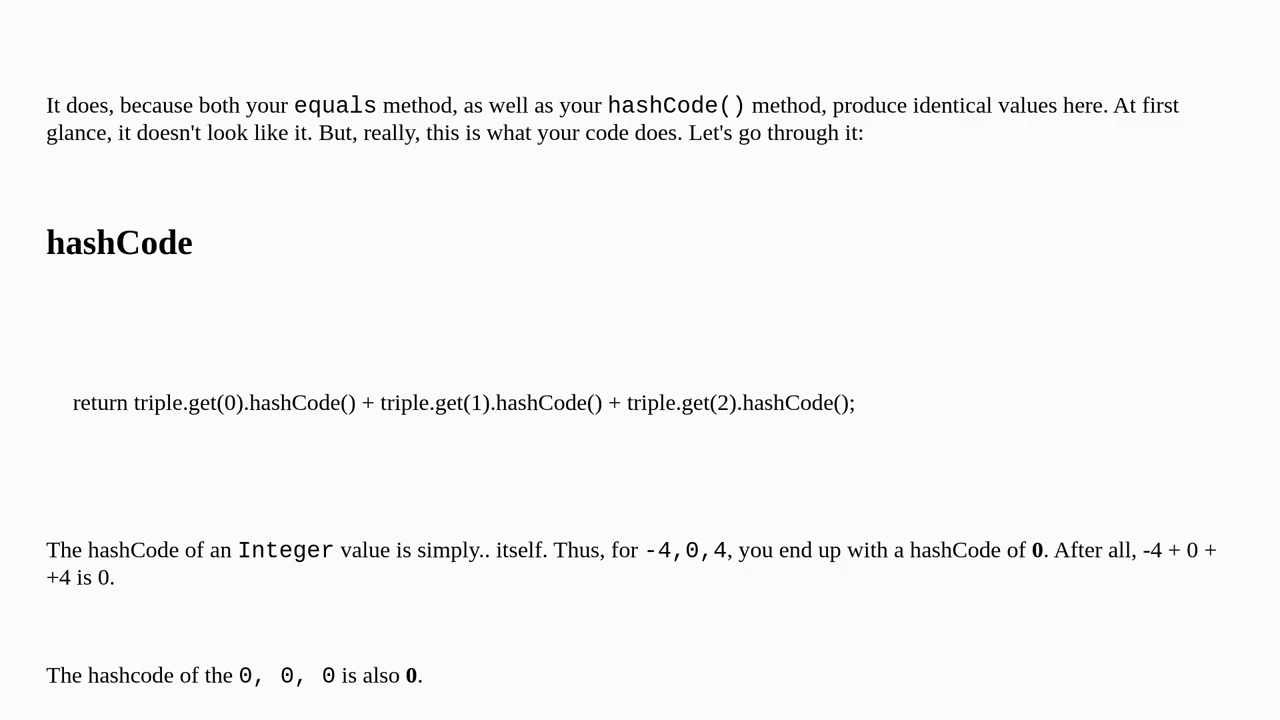 It does, because both your equals method, as well as your hashCode() method, produce identical values here. At first
glance, it doesn't look like it. But, really, this is what your code does. Let's go through it:
hashCode
return triple.get(0).hashCode() + triple.get(1).hashCode() + triple.get(2).hashCode();
The hashCode of an Integer value is simply.. itself. Thus, for -4,0,4, you end up with a hashCode of 0. After all, -4 + 0 +
+4 is 0.
The hashcode of the 0, 0, 0 is also 0.